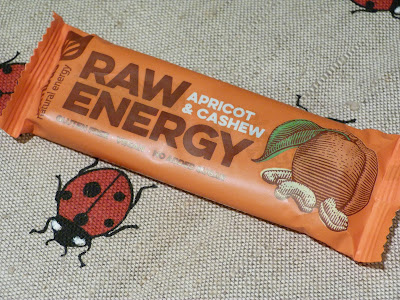 natural energy
RAW
ENERGY
APRICOT
& CASHEW